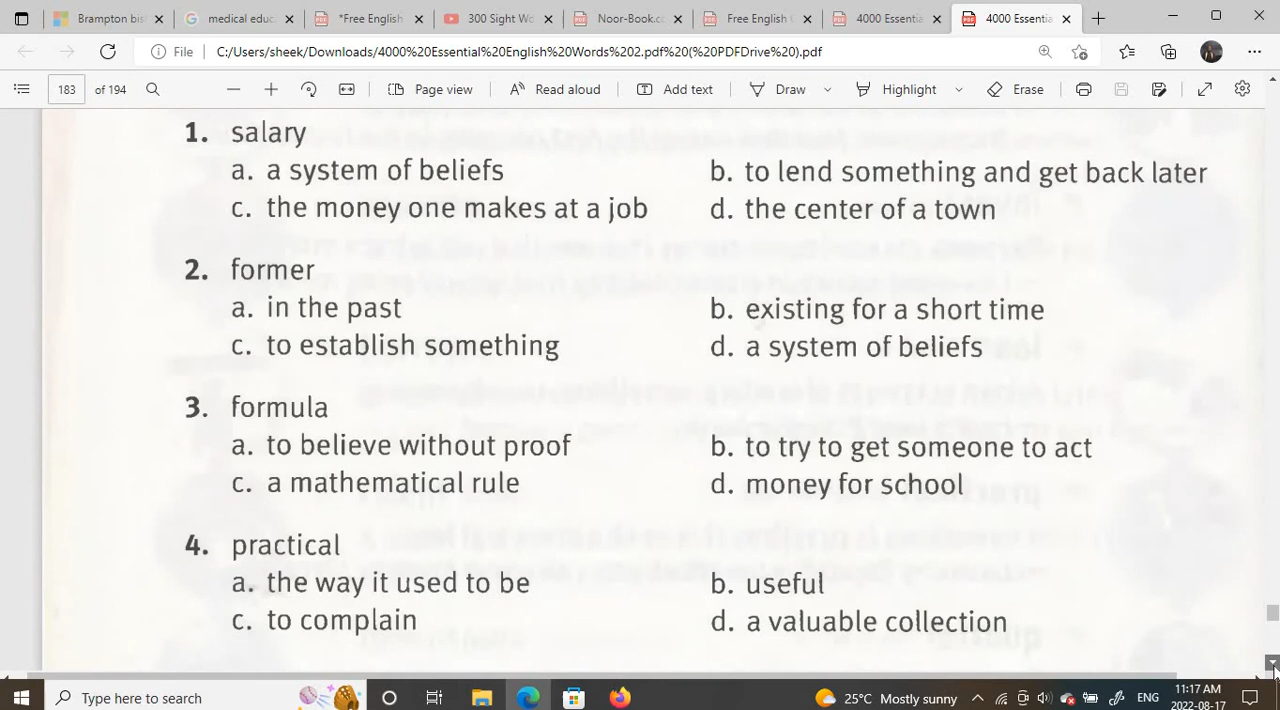 Brampton bis
medical educ
*Free English
300 Sight Wo
Noor-Book.c
Free English
4000 Essentia
4000 Essentia
File
C:/Users/sheek/Downloads/4000%20Essential%20English%20Words%202.pdf%20(%20PDFDrive%20).pdf
183 of 194
Page view
Read aloud
Add text
Draw
Highlight
Erase
1. salary
a. a system of beliefs
b. to lend something and get back later
c. the money one makes at a job
d. the center of a town
2. former
a. in the past
b. existing for a short time
c. to establish something
d. a system of beliefs
3. formula
a. to believe without proof
b. to try to get someone to act
c. a mathematical rule
d. money for school
4. practical
a. the way it used to be
b. useful
c. to complain
d. a valuable collection
Type here to search
25°C Mostly sunny
ENG
11:17 AM
2022-08-17